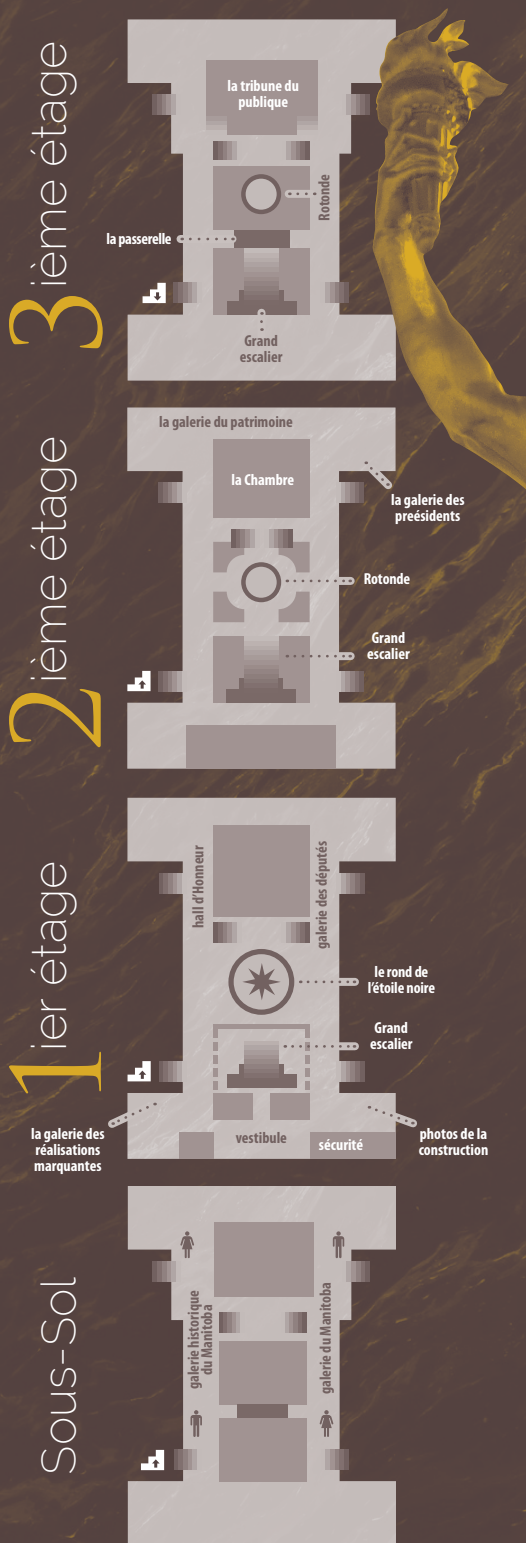 3ième étage
la tribune du
publique
Rotonde
la passerelle
Grand
escalier
2ième étage
la galerie du patrimoine
la Chambre
la galerie des
preésidents
Rotonde
Grand
escalier
1ier étage
hall d'Honneur
galerie des députés
le rond de
l'étoile noire
Grand
escalier
la galerie des
réalisations
marquantes
vestibule
sécurité
photos de la
construction
Sous-Sol
galerie historique
du Manitoba
galerie du Manitoba